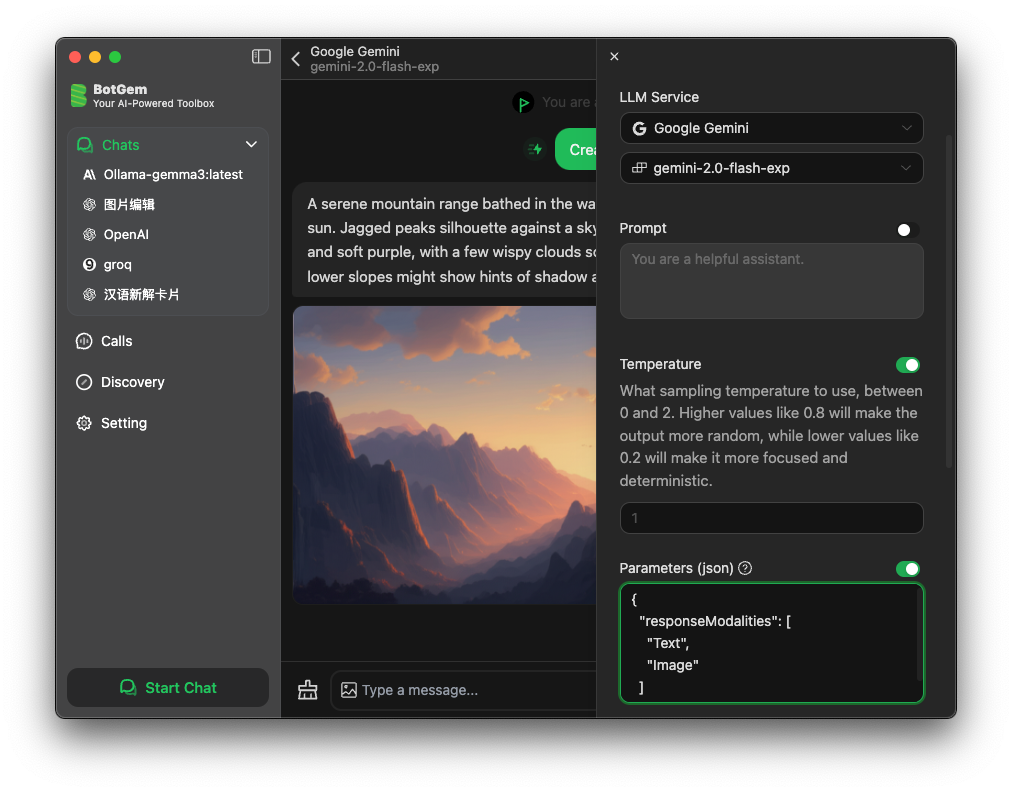 BotGem
Your AI-Powered Toolbox
Chats
Ollama-gemma3:latest
图片编辑
OpenAI
groq
汉语新解卡片
Calls
Discovery
Setting
Start Chat
Google Gemini
gemini-2.0-flash-exp
You are a
Crea
A serene mountain range bathed in the wa
sun. Jagged peaks silhouette against a sky
and soft purple, with a few wispy clouds sc
lower slopes might show hints of shadow a
Type a message...
LLM Service
Google Gemini
gemini-2.0-flash-exp
Prompt
You are a helpful assistant.
Temperature
What sampling temperature to use, between
0 and 2. Higher values like 0.8 will make the
output more random, while lower values like
0.2 will make it more focused and
deterministic.
1
Parameters (json)
{
"responseModalities": [
"Text",
"Image"
]